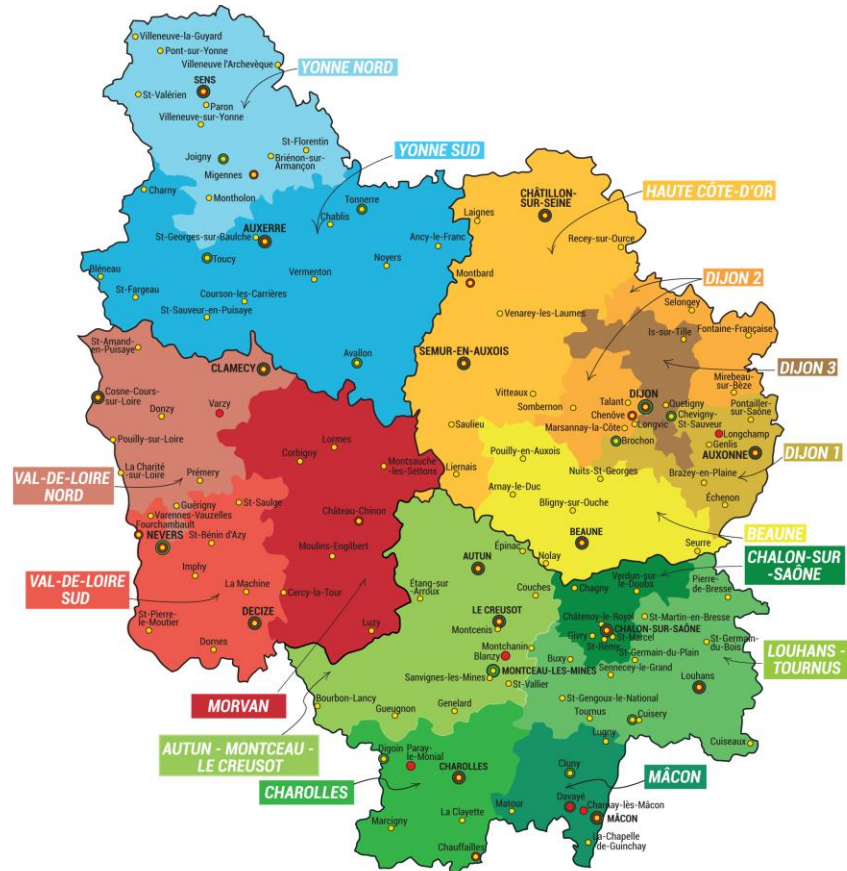 Villeneuve-la-Guyard
Pont-sur-Yonne
Villeneuve l'Archevèque
YONNE NORD
SENS
St-Valérien
Paron
Villeneuve-sur-Yonne
St-Florentin
Joigny
Briénon-sur-
Armançon
Migennes
YONNE SUD
Charny
Montholon
Tonnerre
Chablis
St-Georges-sur-Baulche
AUXERRE
Ancy-le-Franc
Toucy
Noyers
Bléneau
Vermenton
St-Fargeau
Courson-les-Carrières
St-Sauveur-en-Puisaye
Avallon
CHÂTILLON-
SUR-SEINE
HAUTE CÔTE-D'OR
Laignes
Recey-sur-Ource
Montbard
DIJON 2
Selongey
Venarey-les-Laumes
Is-sur-Tille
Fontaine-Française
SEMUR-EN-AUXOIS
DIJON 3
Mirebeau-
sur-Bèze
Vitteaux
Talant
DIJON
Quetigny
Pontailler-
sur-Saône
Sombernon
Chenôve
Chevigny-
St-Sauveur
Saulieu
Marsannay-la-Côte
Longvic
Longchamp
Brochon
Genlis
AUXONNE
DIJON 1
Pouilly-en-Auxois
Liernais
Nuits-St-Georges
Brazey-en-Plaine
Arnay-le-Duc
Échenon
Bligny-sur-Ouche
BEAUNE
BEAUNE
Seurre
St-Amand-
en-Puisaye
CLAMECY
Cosne-Cours-
sur-Loire
Varzy
Donzy
Pouilly-sur-Loire
Lormes
Corbigny
Montsauche
-les-Settons
La Charité
-sur-Loire
Prémery
VAL-DE-LOIRE
NORD
Guérigny
St-Saulge
Varennes-Vauzelles
Fourchambault
Château-Chinon
NEVERS
St-Bénin d'Azy
Moulins-Engilbert
VAL-DE-LOIRE
SUD
Imphy
La Machine
Cercy-la-Tour
St-Pierre-
le-Moutier
DECIZE
Luzy
Dornes
MORVAN
Épinac
Nolay
AUTUN
CHALON-SUR
-SAÔNE
Chagny
Verdun-sur-
le-Doubs
Pierre-
de-Bresse
Étang-sur
-Arroux
Couches
LE CREUSOT
Montcenis
Châtenoy-le-Royal
St-Martin-en-Bresse
CHALON-SUR-SAÔNE
Givry
St-Marcel
St-Rémy
St-Germain-
du-Bois
Montchanin
Blanzy
Buxy
St-Germain-du-Plain
LOUHANS -
TOURNUS
MONTCEAU-LES-MINES
Sennecey-le-Grand
Sanvignes-les-Mines
St-Vallier
Louhans
Bourbon-Lancy
St-Gengoux-le-National
Gueugnon
Genelard
Tournus
Cuisery
AUTUN - MONTCEAU -
LE CREUSOT
Lugny
Cuiseaux
Digoin
Paray-
le-Monial
CHAROLLES
Cluny
MÂCON
CHAROLLES
Davayé
Charnay-lès-Mâcon
Marcigny
La Clayette
Matour
MÂCON
La-Chapelle
de-Guinchay
Chauffailles